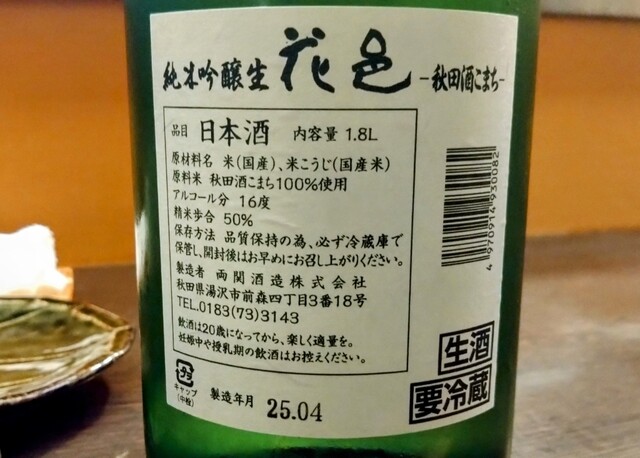 純米吟醸生 花邑 -秋田酒こまち-
品目 日本酒 内容量 1.8L
原材料名 米(国産)、米こうじ(国産米)
原料米 秋田酒こまち100%使用
アルコール分 16度
精米歩合 50%
保存方法 品質保持の為、必ず冷蔵庫で
保管し、開封後はお早めにお召し上がりください。
製造者 両関酒造株式会社
秋田県湯沢市前森四丁目3番18号
TEL.0183(73)3143
飲酒は20歳になってから、楽しく適量を。
妊娠中や授乳期の飲酒はお控えください。
4 970914 930082
生酒
要冷蔵
プラ
キャップ
(中栓)
製造年月 25.04